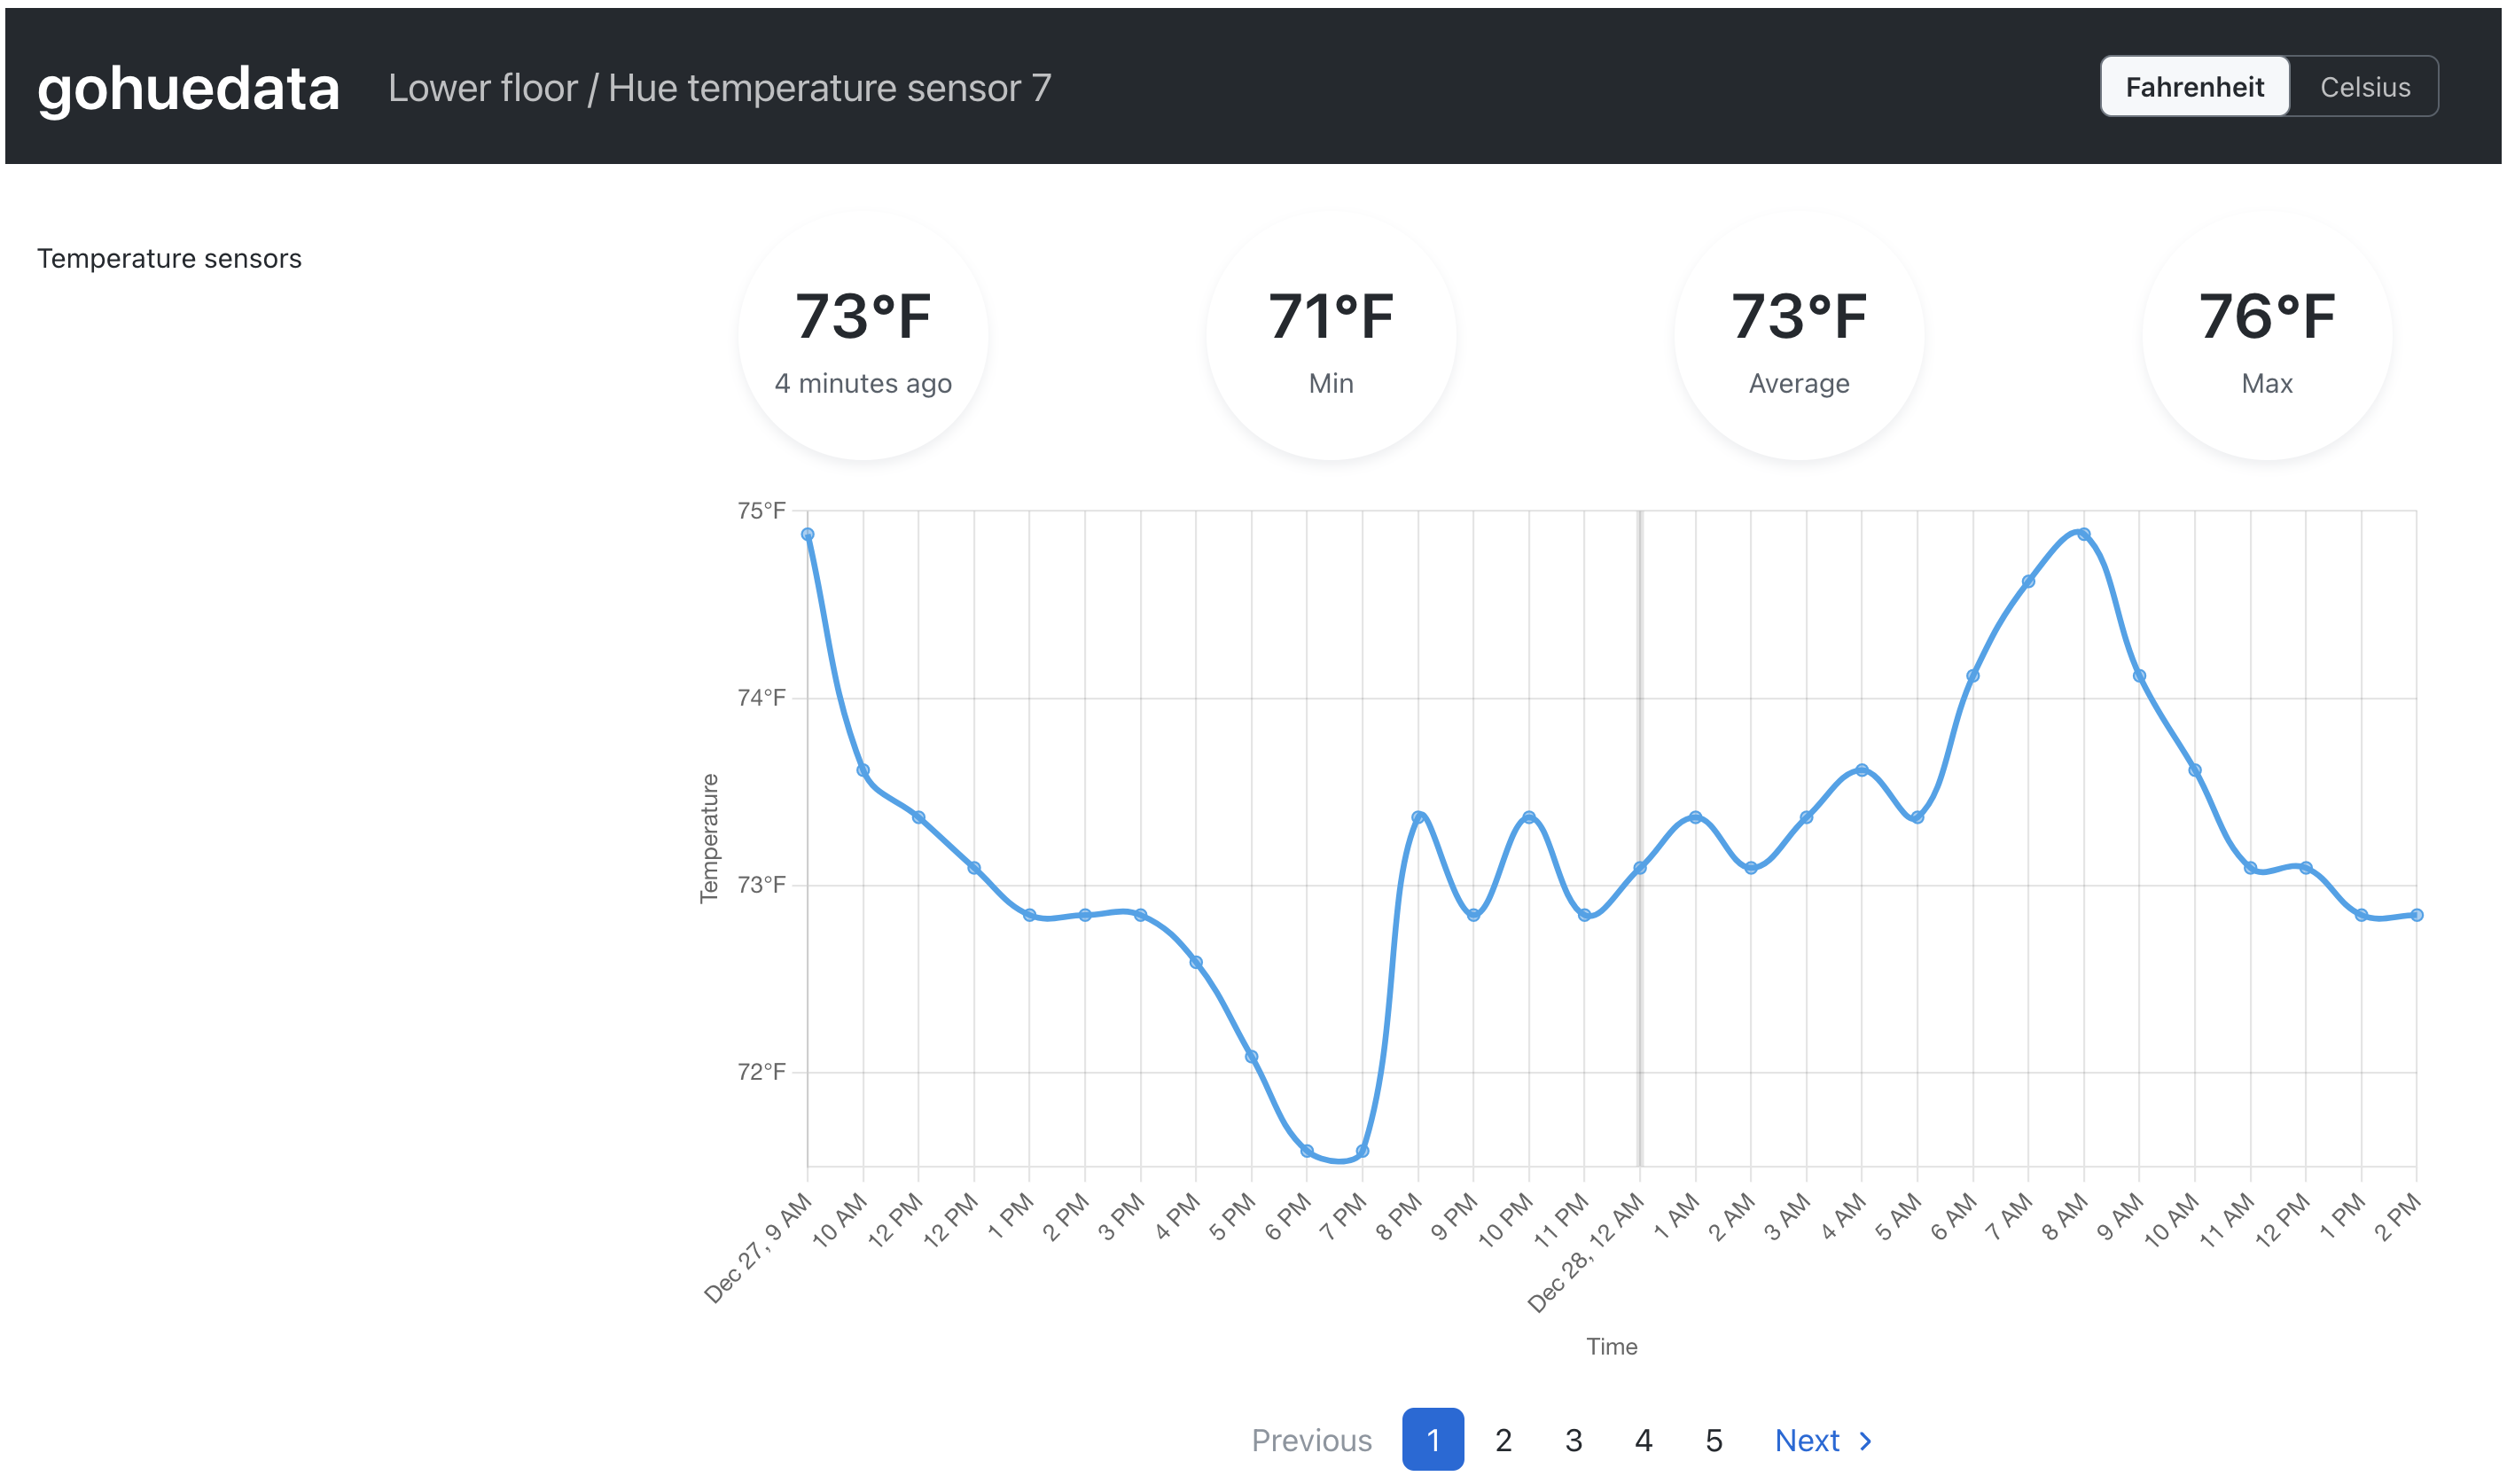 gohuedata
Lower floor / Hue temperature sensor 7
Fahrenheit
Celsius
Temperature sensors
73°F
4 minutes ago
71°F
Min
73°F
Average
76°F
Max
75°F
74°F
73°F
72°F
Temperature
Dec 27, 9 AM
10 AM
12 PM
12 PM
1 PM
2 PM
3 PM
4 PM
5 PM
6 PM
7 PM
8 PM
9 PM
10 PM
11 PM
Dec 28, 12 AM
1 AM
2 AM
3 AM
4 AM
5 AM
6 AM
7 AM
8 AM
9 AM
10 AM
11 AM
12 PM
1 PM
2 PM
Time
Previous 1 2 3 4 5 Next